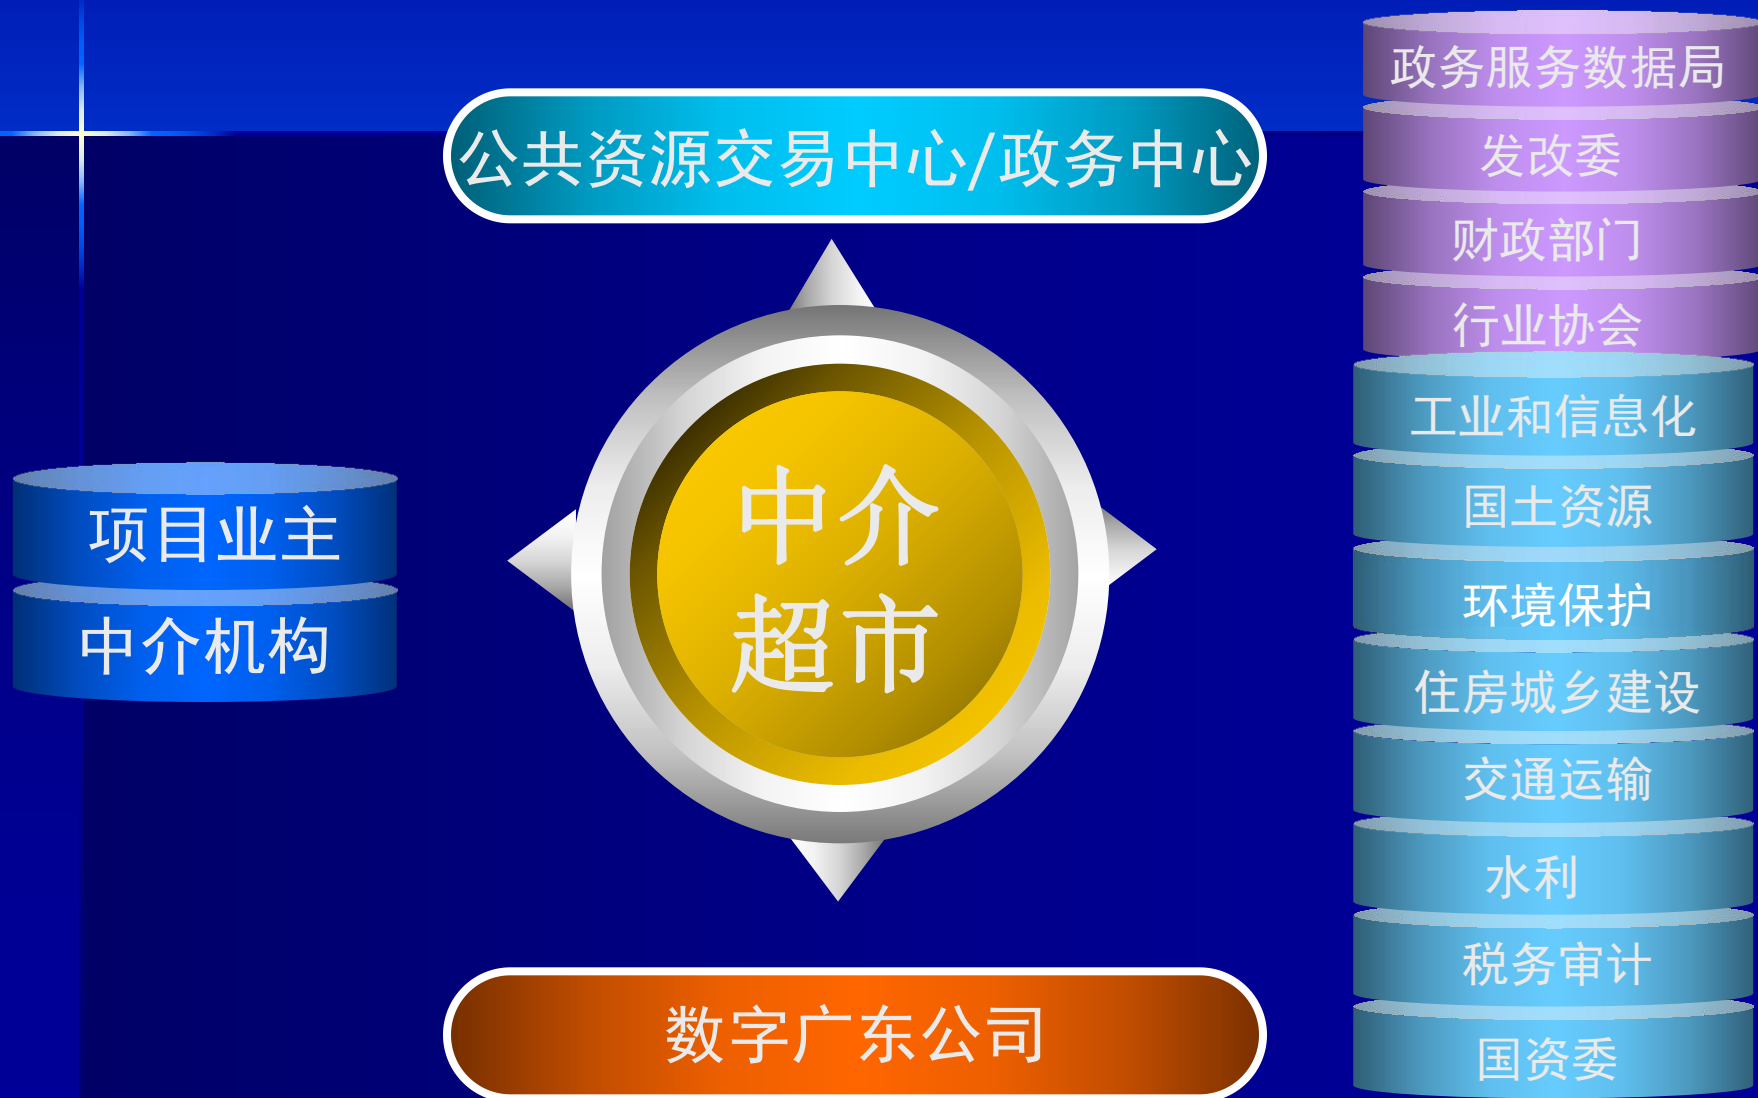 公共资源交易中心/政务中心
项目业主
中介机构
中介
超市
数字广东公司
政务服务数据局
发改委
财政部门
行业协会
工业和信息化
国土资源
环境保护
住房城乡建设
交通运输
水利
税务审计
国资委